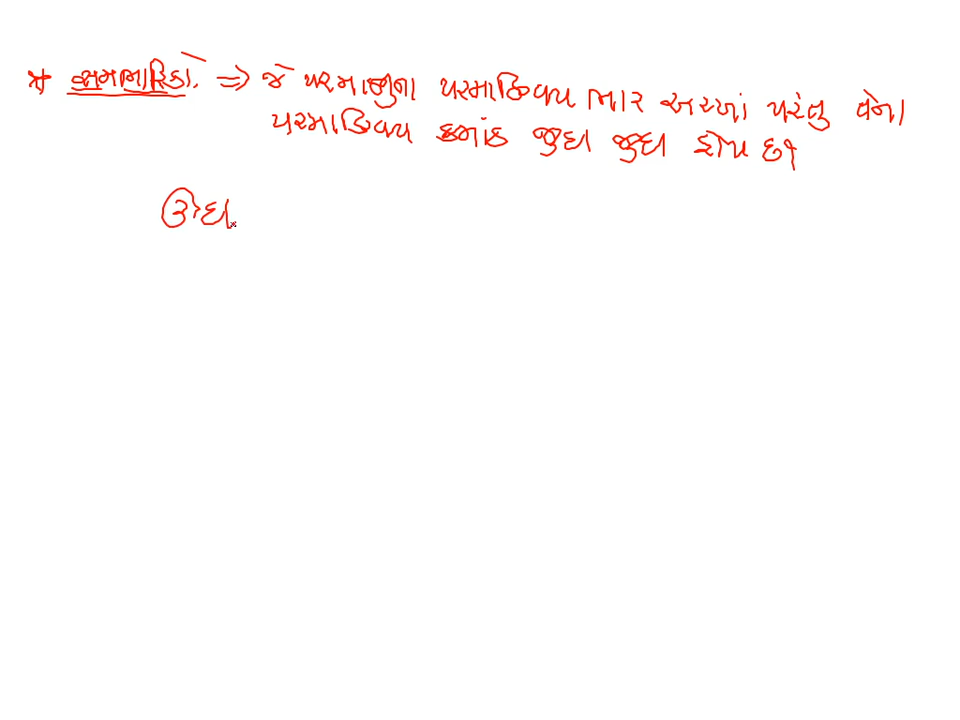 * સમભારિકો. ⇒ જે પરમાણુના પરમાણ્વિય ભાર સરખાં પરંતુ તેના
પરમાણ્વિય ક્રમાંક જુદા જુદા હોય છે.
ઉદા.